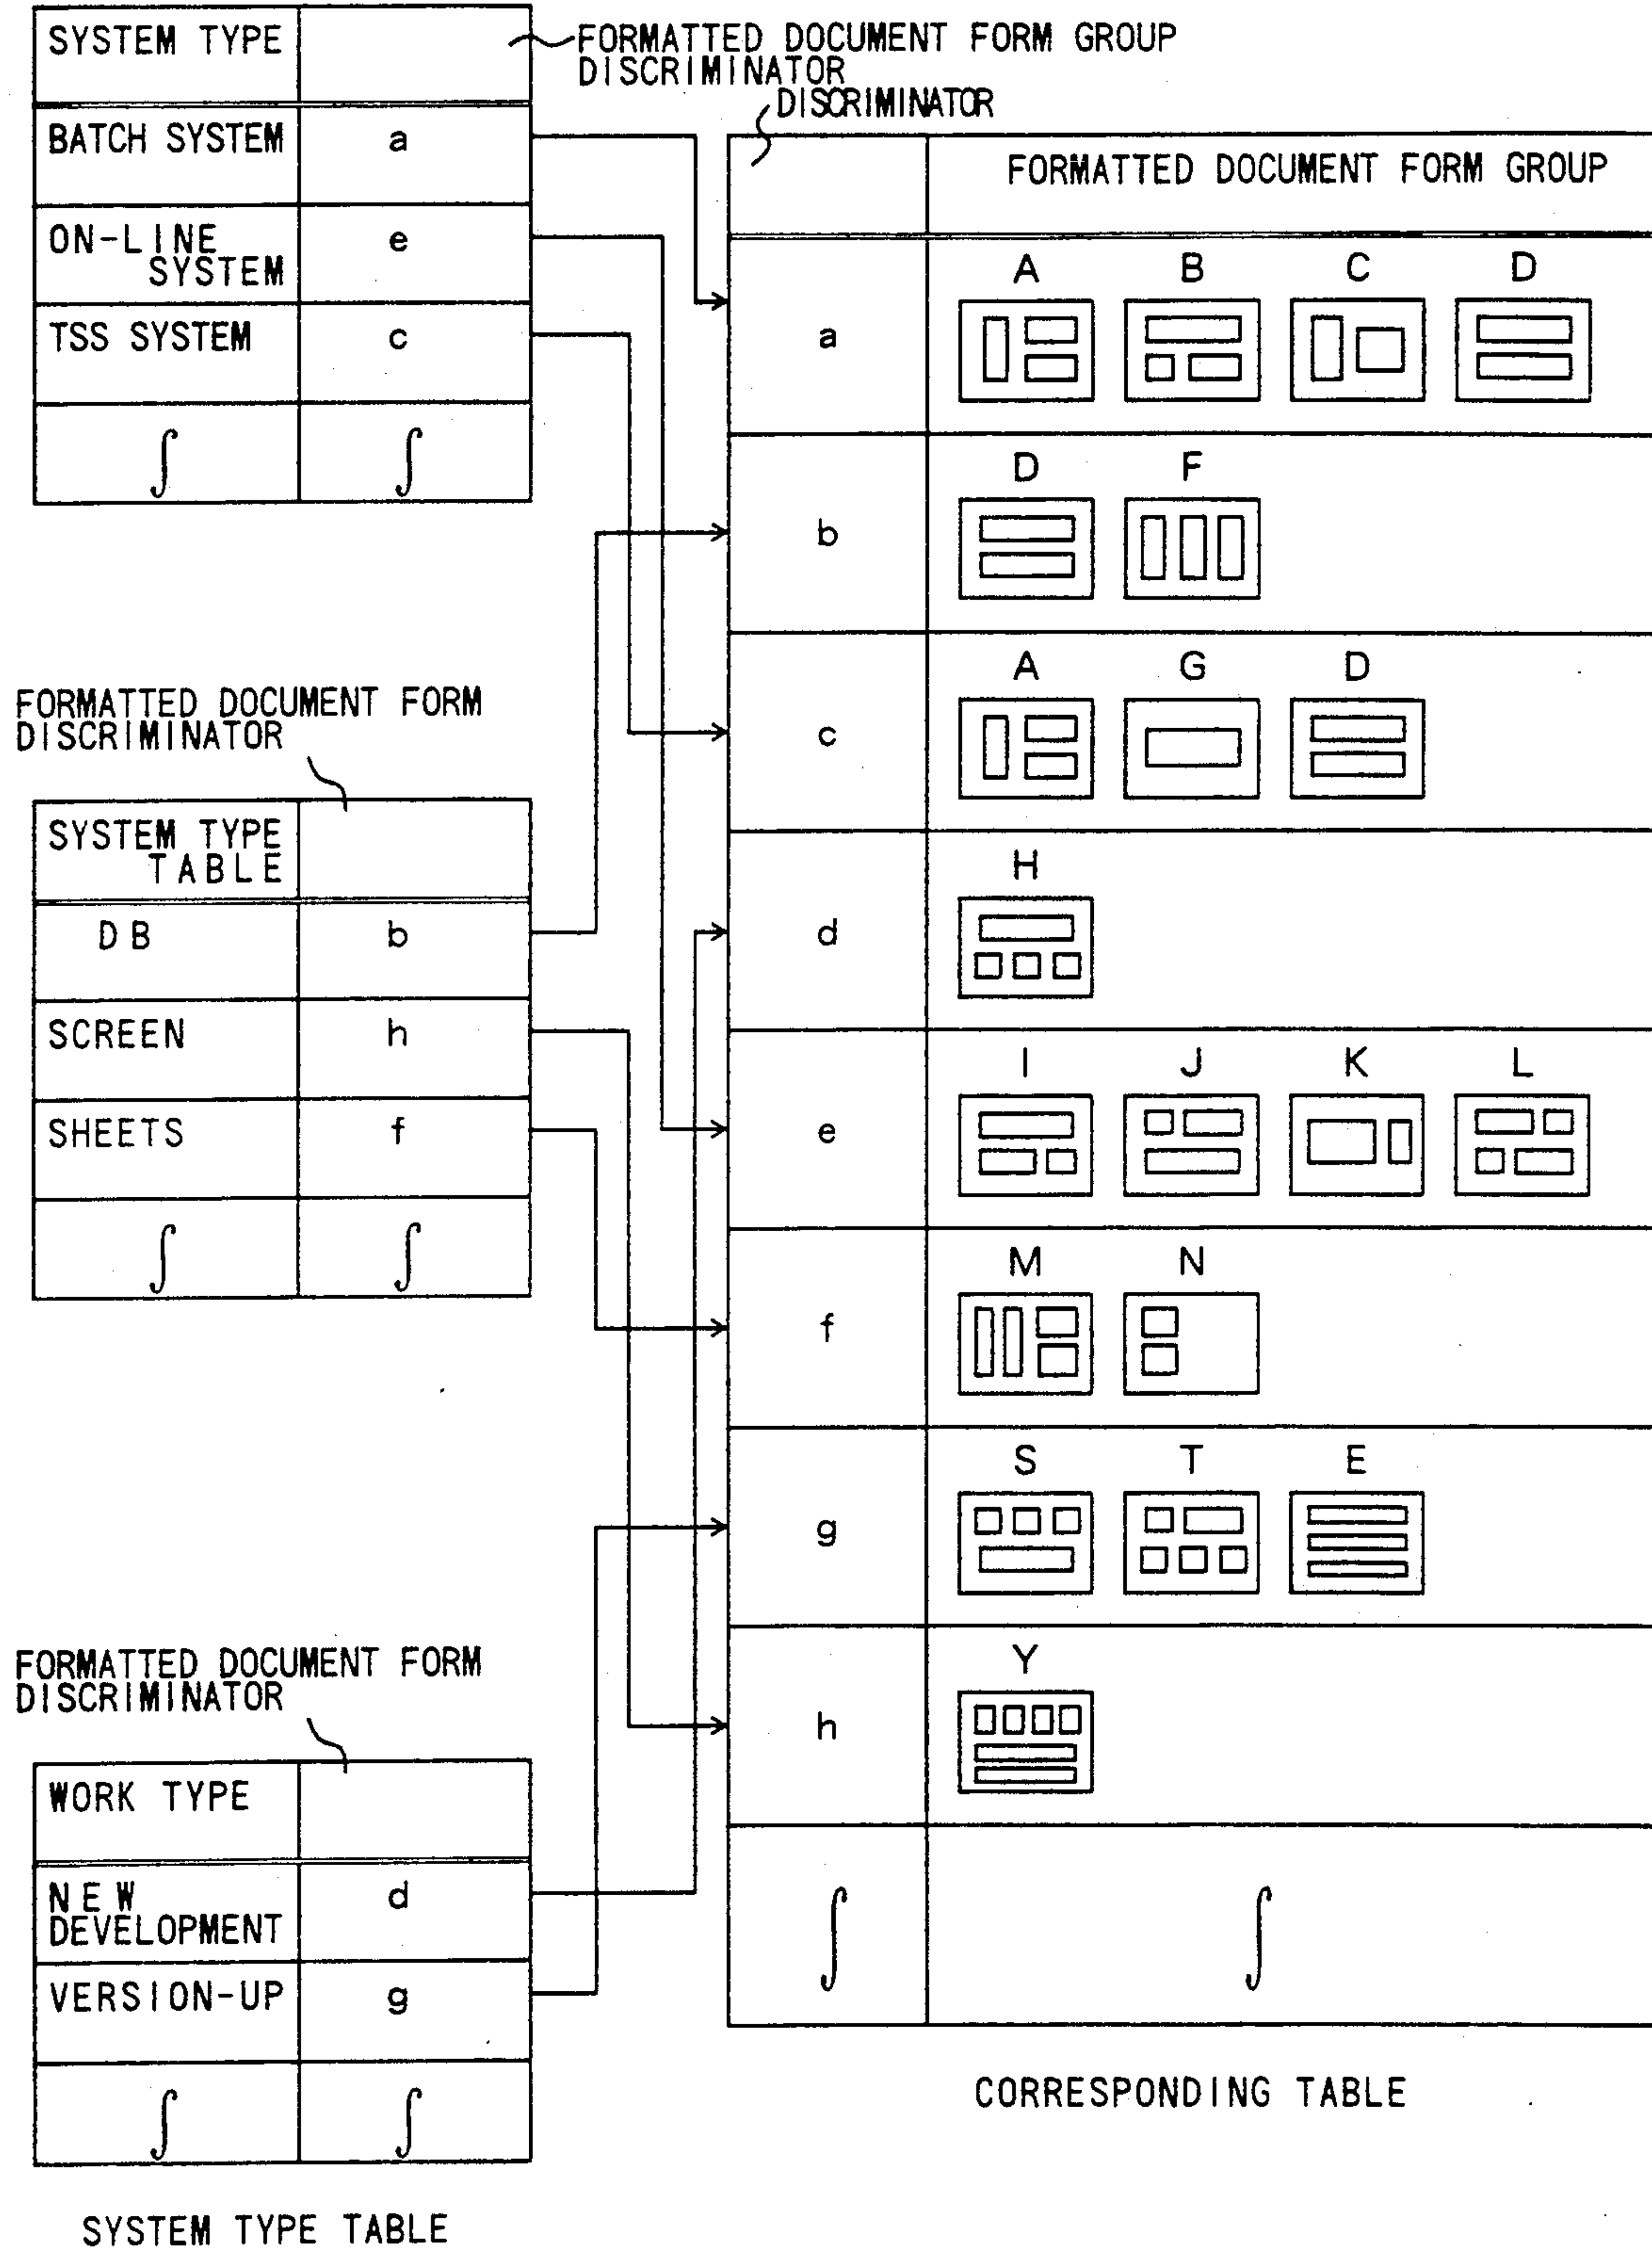 SYSTEM TYPE
FORMATTED DOCUMENT FORM GROUP
DISCRIMINATOR
BATCH SYSTEM a
ON-LINE
SYSTEM e
TSS SYSTEM c
∫ ∫
FORMATTED DOCUMENT FORM
DISCRIMINATOR
SYSTEM TYPE
TABLE
DB b
SCREEN h
SHEETS f
∫ ∫
FORMATTED DOCUMENT FORM
DISCRIMINATOR
WORK TYPE
NEW
DEVELOPMENT d
VERSION-UP g
∫ ∫
SYSTEM TYPE TABLE
DISCRIMINATOR
FORMATTED DOCUMENT FORM GROUP
A B C D
a
D F
b
A G D
c
H
d
I J K L
e
M N
f
S T E
g
Y
h
∫ ∫
CORRESPONDING TABLE